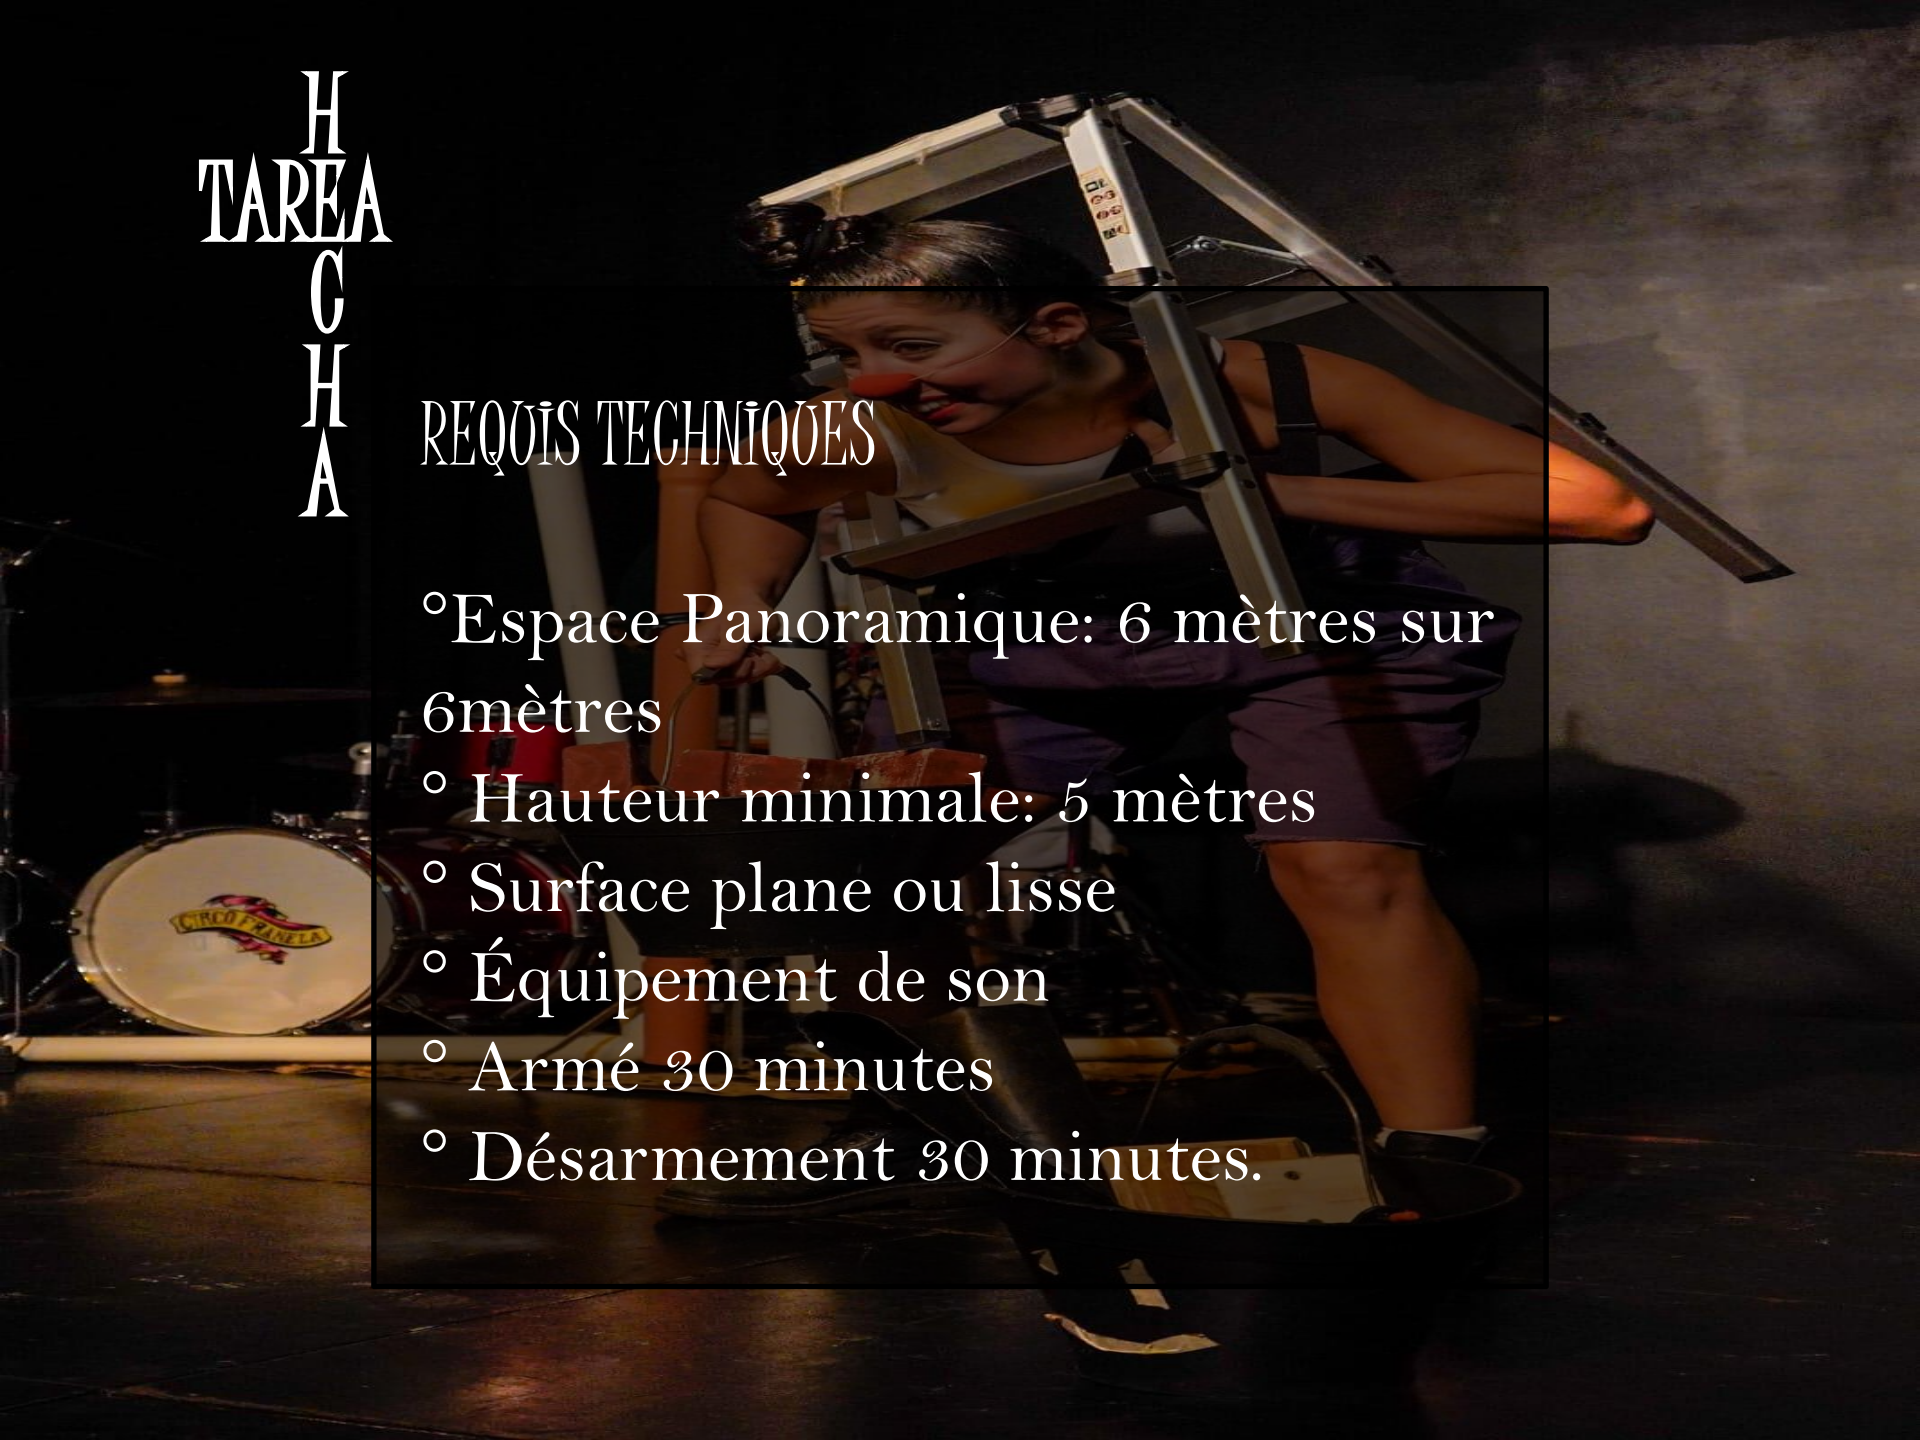 H
TAREA
C
H
A
REQUIS TECHNIQUES
°Espace Panoramique: 6 mètres sur
6mètres
° Hauteur minimale: 5 mètres
° Surface plane ou lisse
° Équipement de son
° Armé 30 minutes
° Désarmement 30 minutes.
CIRCO FRANELA